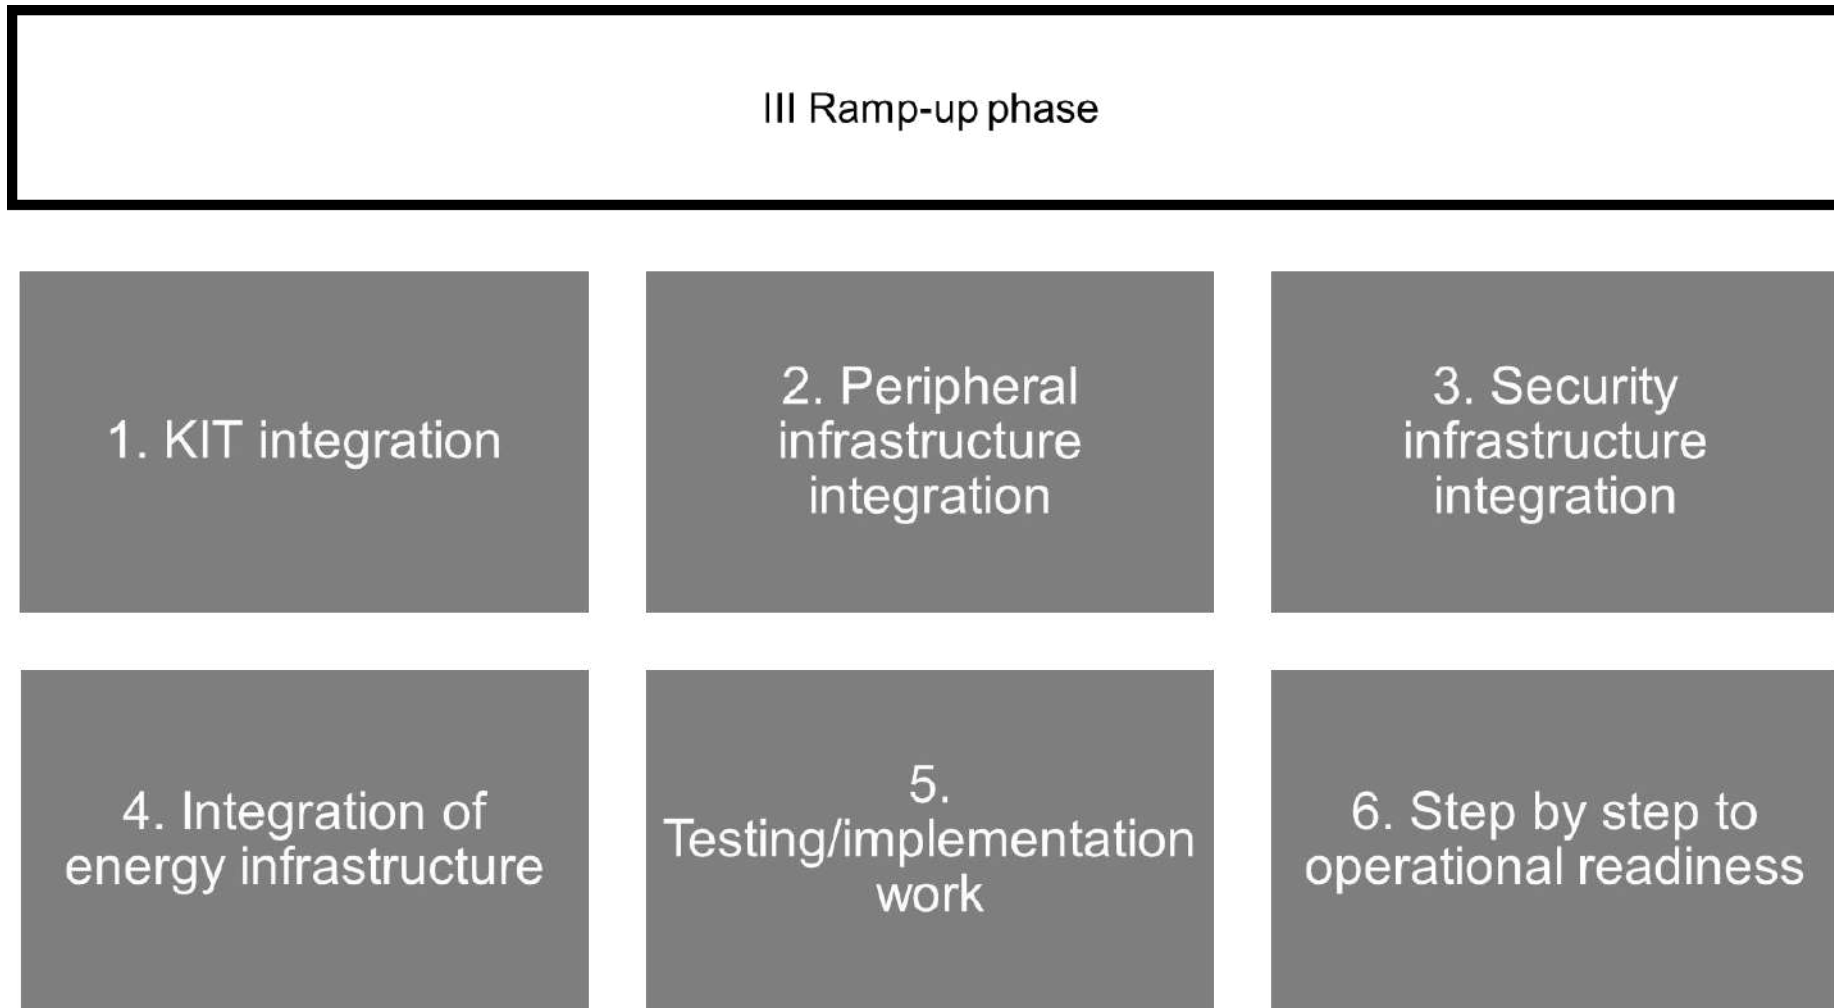 III Ramp-up phase
1. KIT integration
2. Peripheral
infrastructure
integration
3. Security
infrastructure
integration
4. Integration of
energy infrastructure
5.
Testing/implementation
work
6. Step by step to
operational readiness